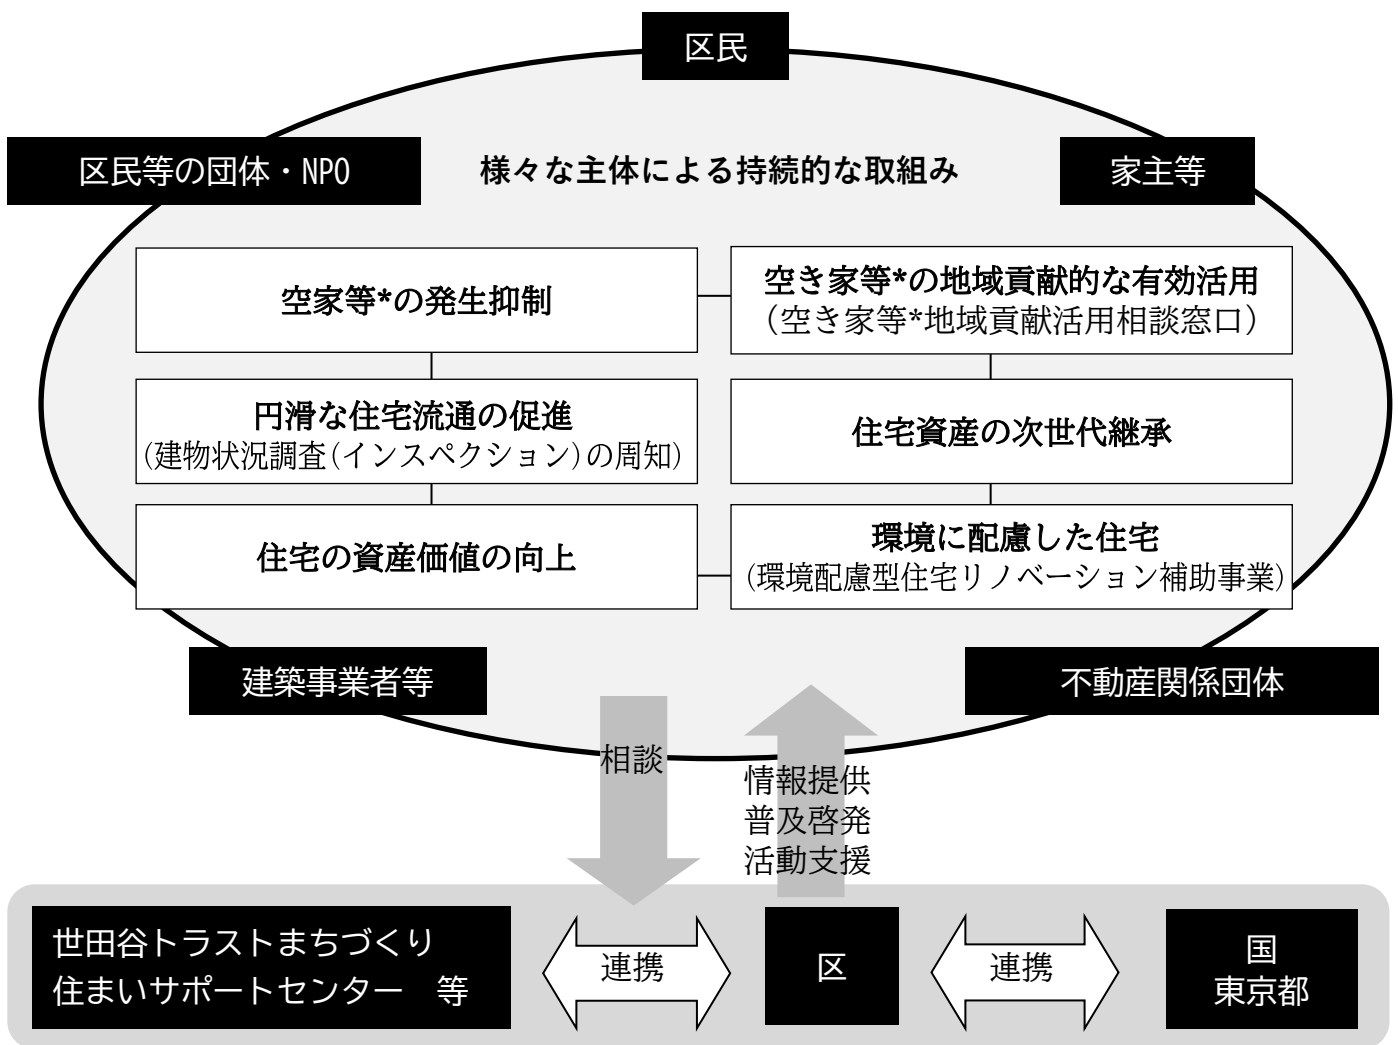 区民
区民等の団体・NPO
様々な主体による持続的な取組み
家主等
空家等*の発生抑制
空き家等*の地域貢献的な有効活用
（空き家等*地域貢献活用相談窓口）
円滑な住宅流通の促進
(建物状況調査(インスペクション)の周知)
住宅資産の次世代継承
住宅の資産価値の向上
環境に配慮した住宅
(環境配慮型住宅リノベーション補助事業)
建築事業者等
不動産関係団体
相談
情報提供
普及啓発
活動支援
世田谷トラストまちづくり
住まいサポートセンター　等
連携
区
連携
国
東京都